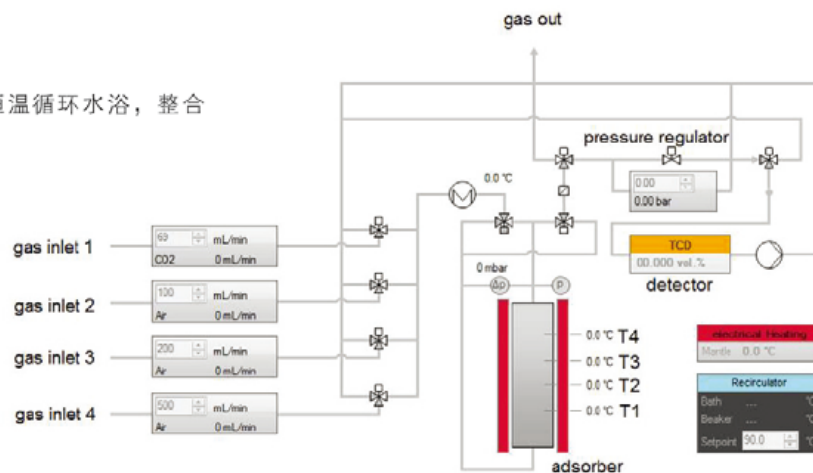 gas out
恒温循环水浴，整合
pressure regulator
0.0 °C
0.00
0.00 bar
69 mL/min
gas inlet 1
CO2 0 mL/min
TCD
00.000 vol.%
detector
0 mbar
100 mL/min
gas inlet 2
Ar 0 mL/min
Δp
P
200 mL/min
gas inlet 3
Ar 0 mL/min
0.0 °C T4
0.0 °C T3
0.0 °C T2
0.0 °C T1
electrical Heating
Mantle 0.0 °C
500 mL/min
gas inlet 4
Ar 0 mL/min
Recirculator
Bath ... °C
Beaker ... °C
Setpoint 90.0 °C
adsorber